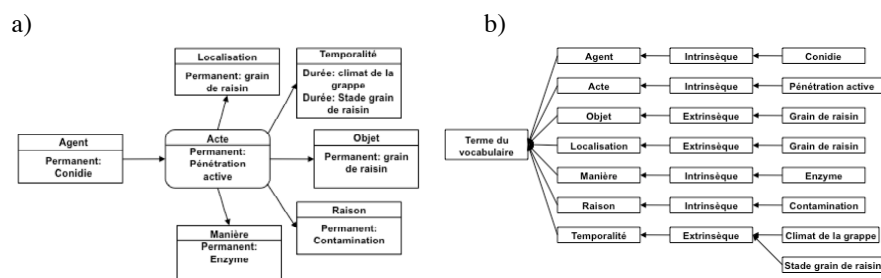 a)
Localisation
Permanent: grain
de raisin
Temporalité
Durée: climat de la
grappe
Durée: Stade grain
de raisin
Agent
Permanent:
Conidie
Acte
Permanent:
Pénétration
active
Objet
Permanent: grain
de raisin
Raison
Permanent:
Contamination
Manière
Permanent:
Enzyme
b)
Terme du
vocabulaire
Agent Intrinsèque Conidie
Acte Intrinsèque Pénétration active
Objet Extrinsèque Grain de raisin
Localisation Extrinsèque Grain de raisin
Manière Intrinsèque Enzyme
Raison Intrinsèque Contamination
Temporalité Extrinsèque Climat de la grappe
Stade grain de raisin